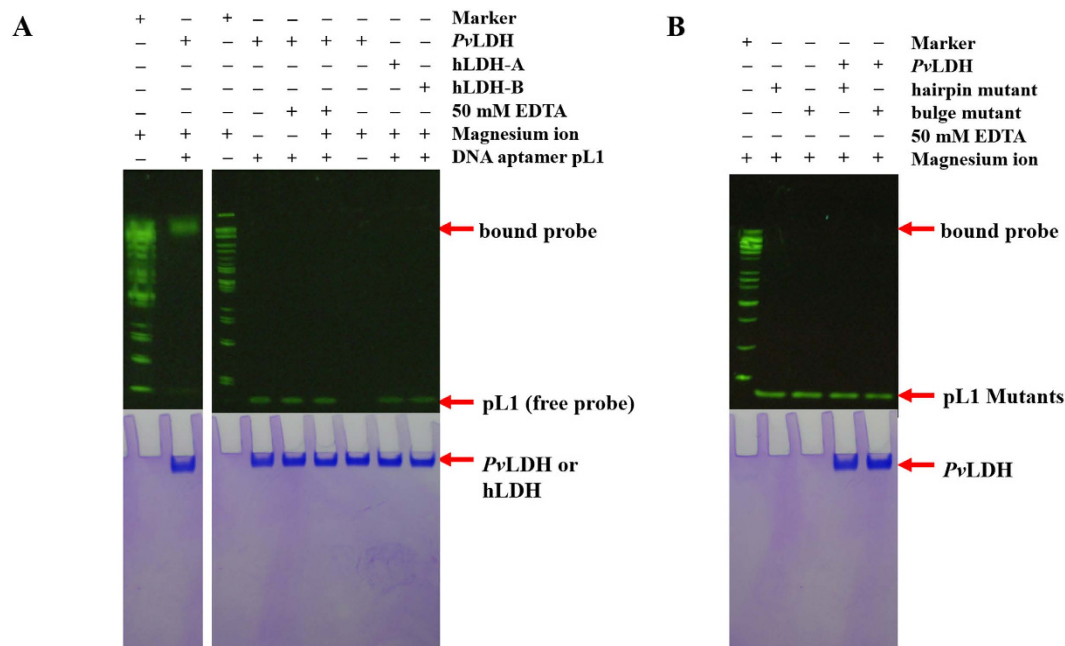 A
+ – + – – – – – – Marker
– + – + + + + – – PvLDH
– – – – – – – + – hLDH-A
– – – – – – – – + hLDH-B
– – – – + + – – – 50 mM EDTA
+ + + – – + + + + Magnesium ion
– + – + + + – + + DNA aptamer pL1
bound probe
pL1 (free probe)
PvLDH or
hLDH
B
+ – – – – Marker
– – – + + PvLDH
– + – + – hairpin mutant
– – + – + bulge mutant
– – – – – 50 mM EDTA
+ + + + + Magnesium ion
bound probe
pL1 Mutants
PvLDH